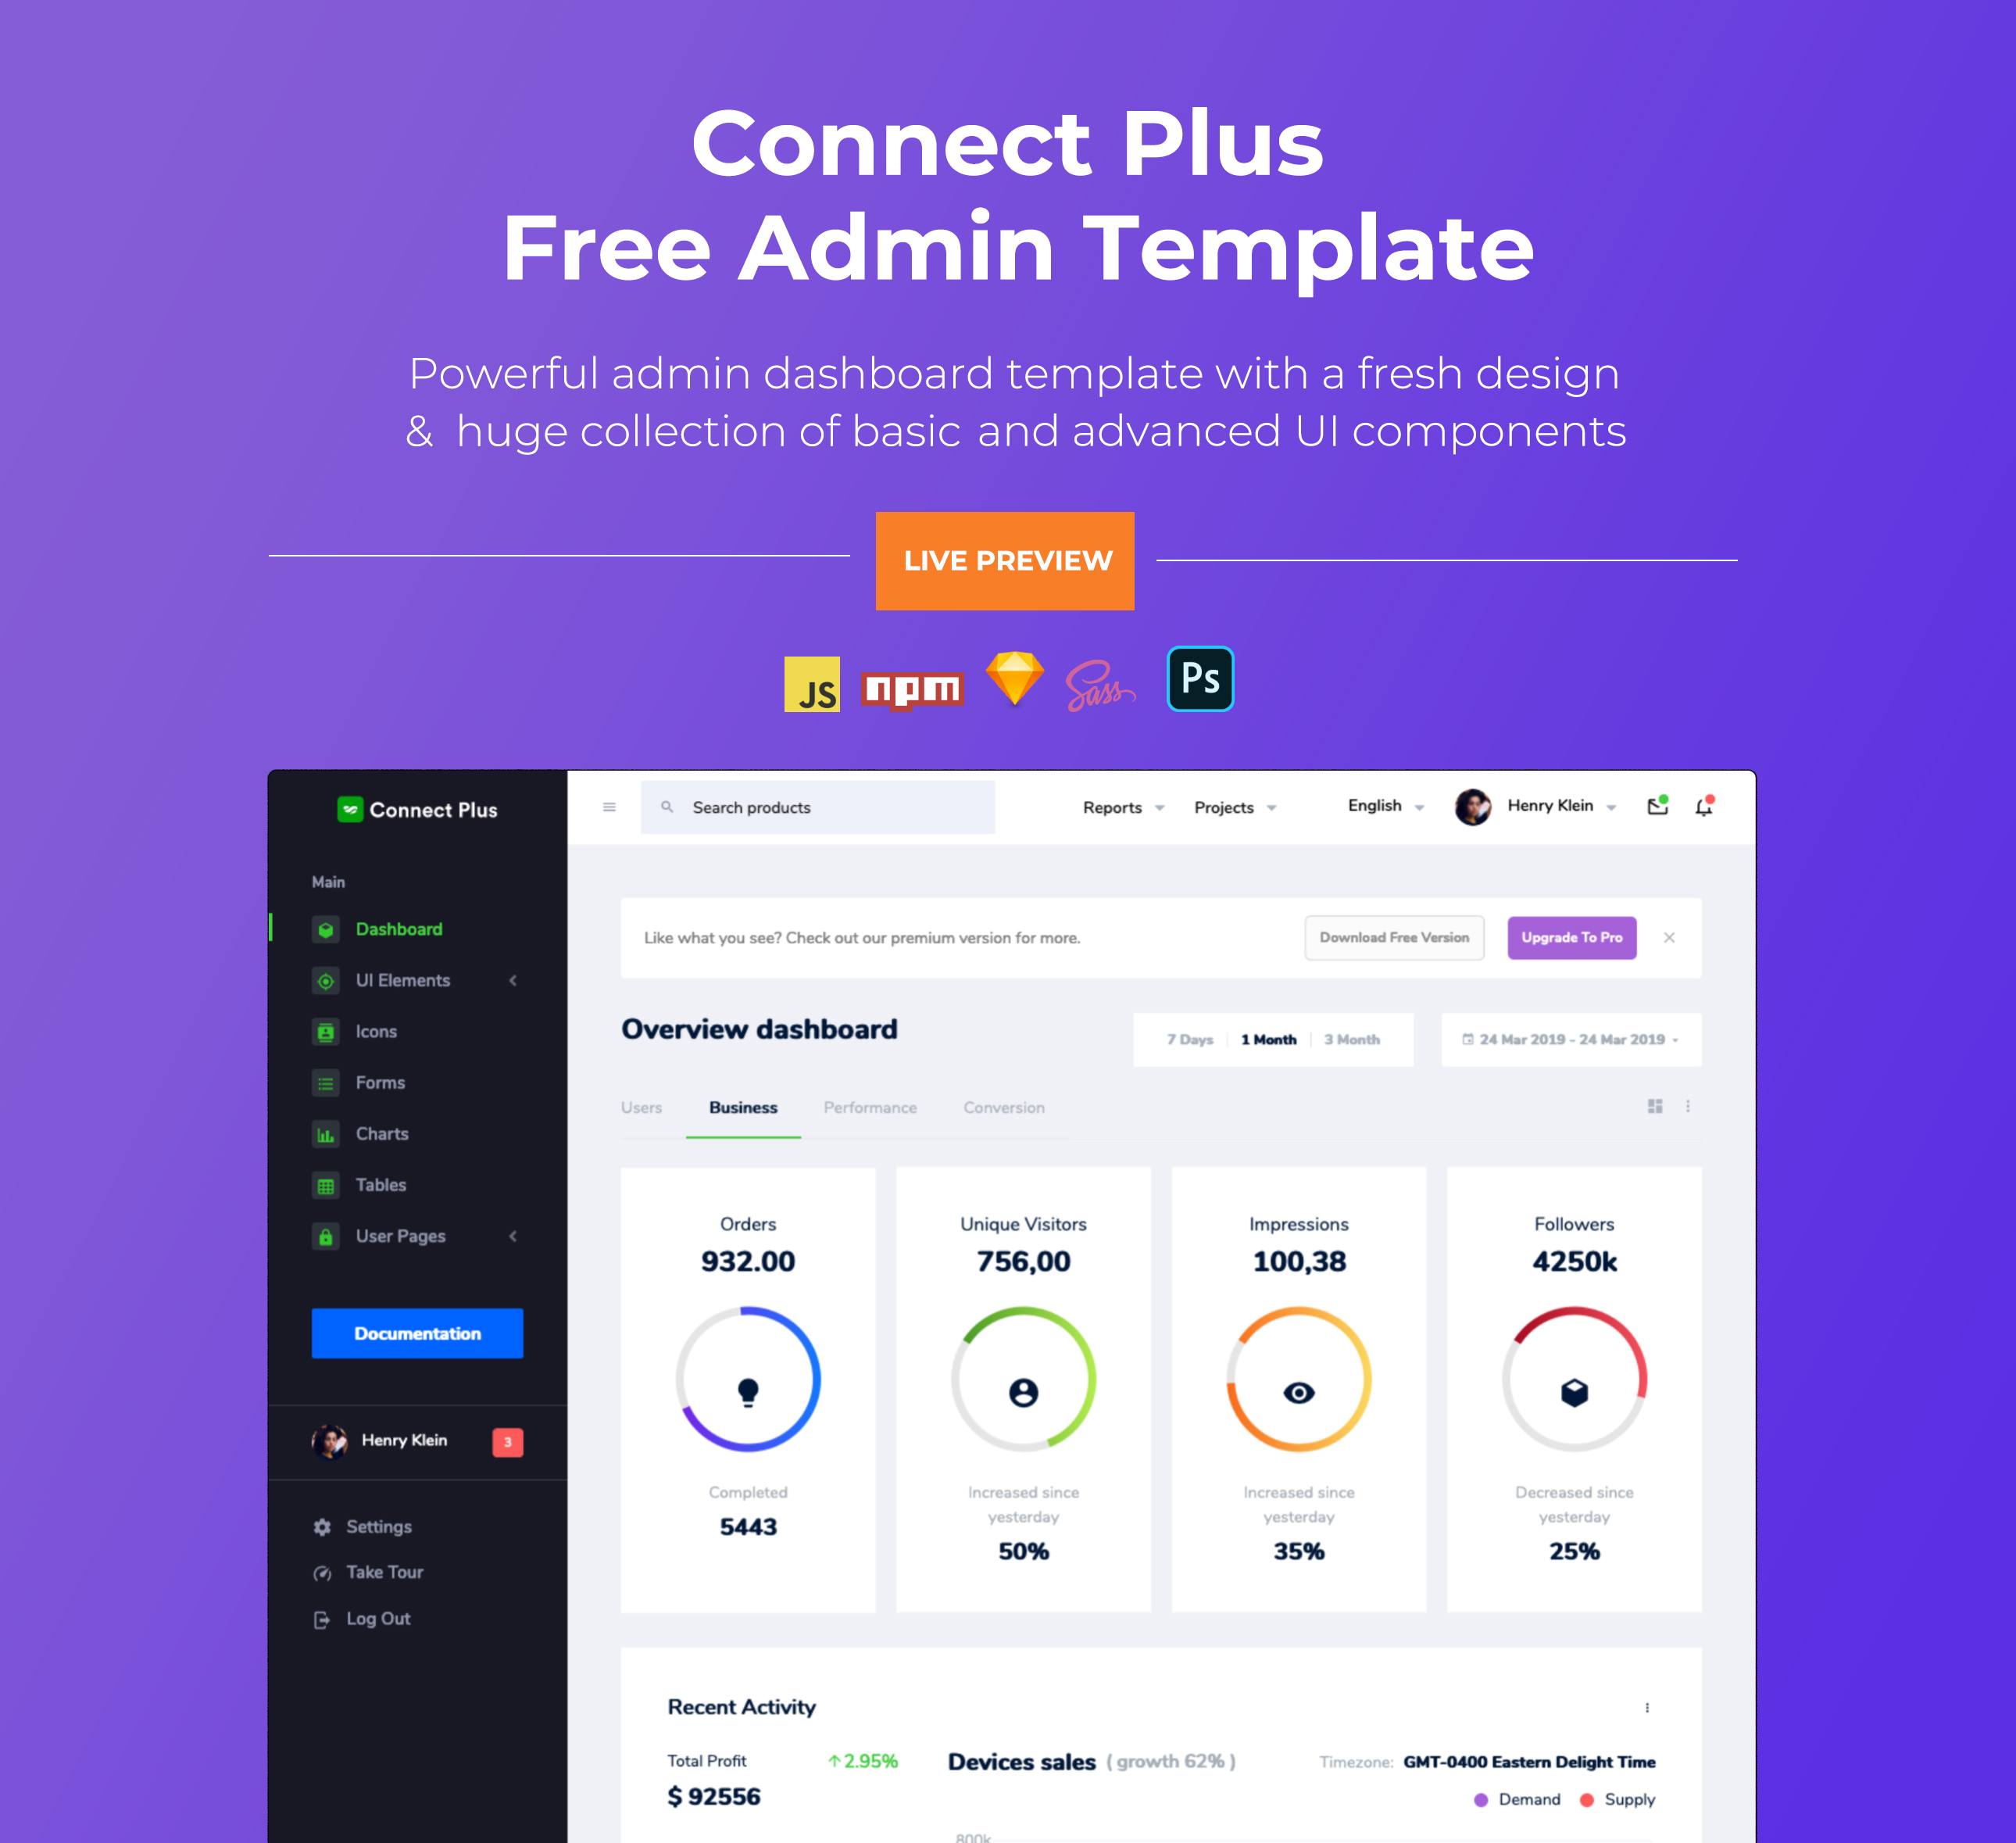 Connect Plus
Free Admin Template
Powerful admin dashboard template with a fresh design
& huge collection of basic and advanced UI components
LIVE PREVIEW
JS
npm
Sass
Ps
Connect Plus
Search products
Reports
Projects
English
Henry Klein
Main
Dashboard
UI Elements
Icons
Forms
Charts
Tables
User Pages
Documentation
Henry Klein
3
Settings
Take Tour
Log Out
Like what you see? Check out our premium version for more.
Download Free Version
Upgrade To Pro
Overview dashboard
7 Days
1 Month
3 Month
24 Mar 2019 - 24 Mar 2019
Users
Business
Performance
Conversion
Orders
932.00
Completed
5443
Unique Visitors
756,00
Increased since
yesterday
50%
Impressions
100,38
Increased since
yesterday
35%
Followers
4250k
Decreased since
yesterday
25%
Recent Activity
Total Profit
2.95%
$ 92556
Devices sales ( growth 62% )
Timezone: GMT-0400 Eastern Delight Time
Demand
Supply
800k